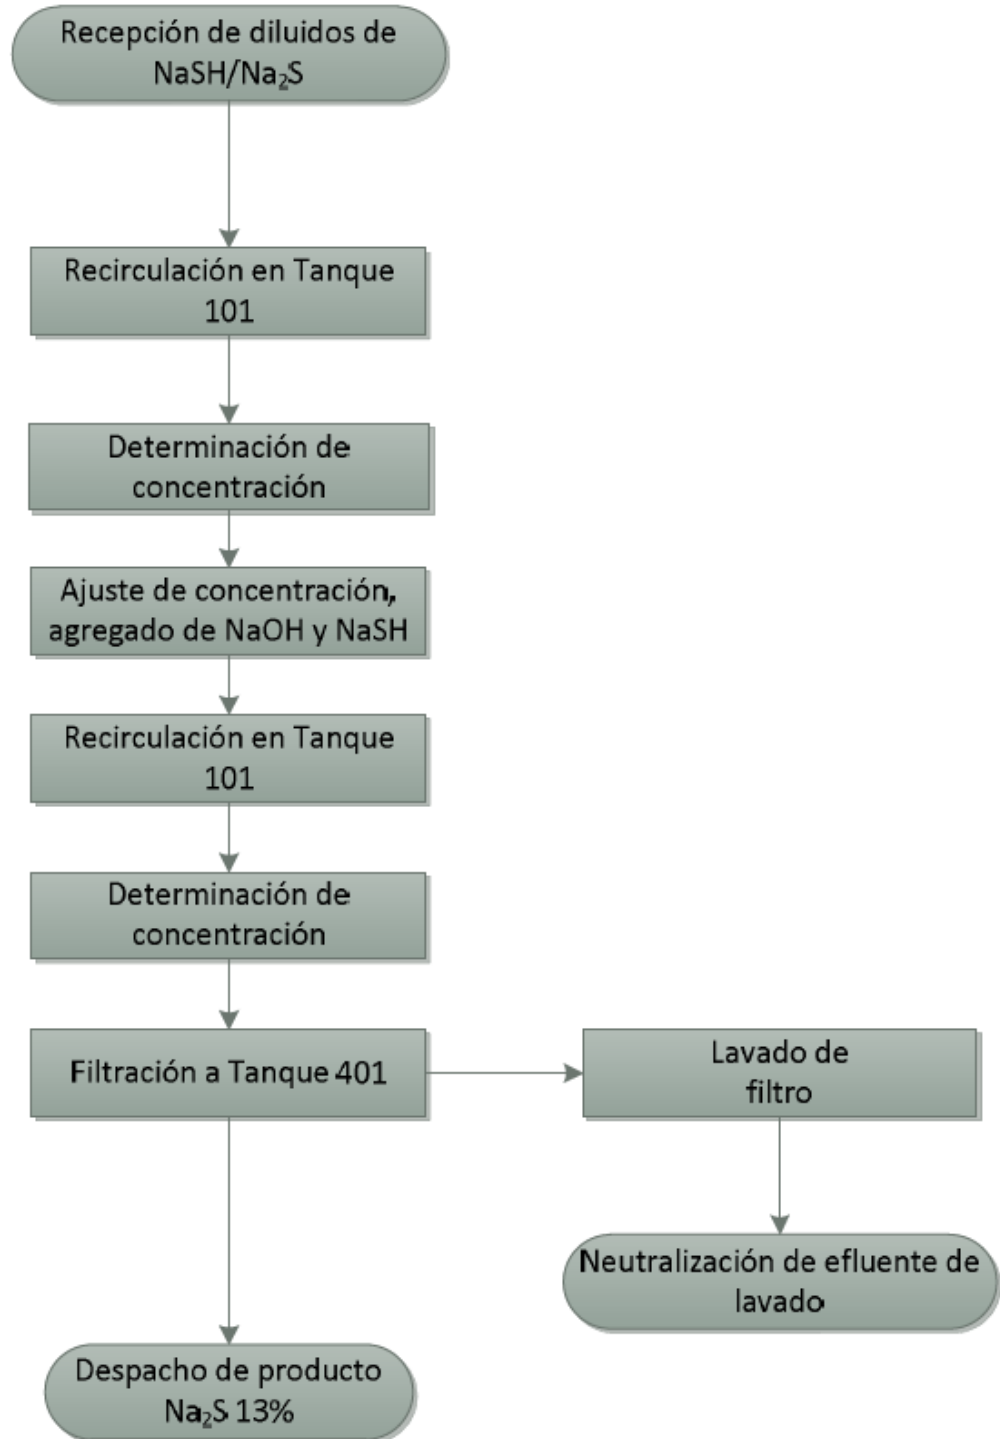 Recepción de diluidos de
NaSH/Na₂S
Recirculación en Tanque
101
Determinación de
concentración
Ajuste de concentración,
agregado de NaOH y NaSH
Recirculación en Tanque
101
Determinación de
concentración
Filtración a Tanque 401
Lavado de
filtro
Neutralización de efluente de
lavado
Despacho de producto
Na₂S 13%